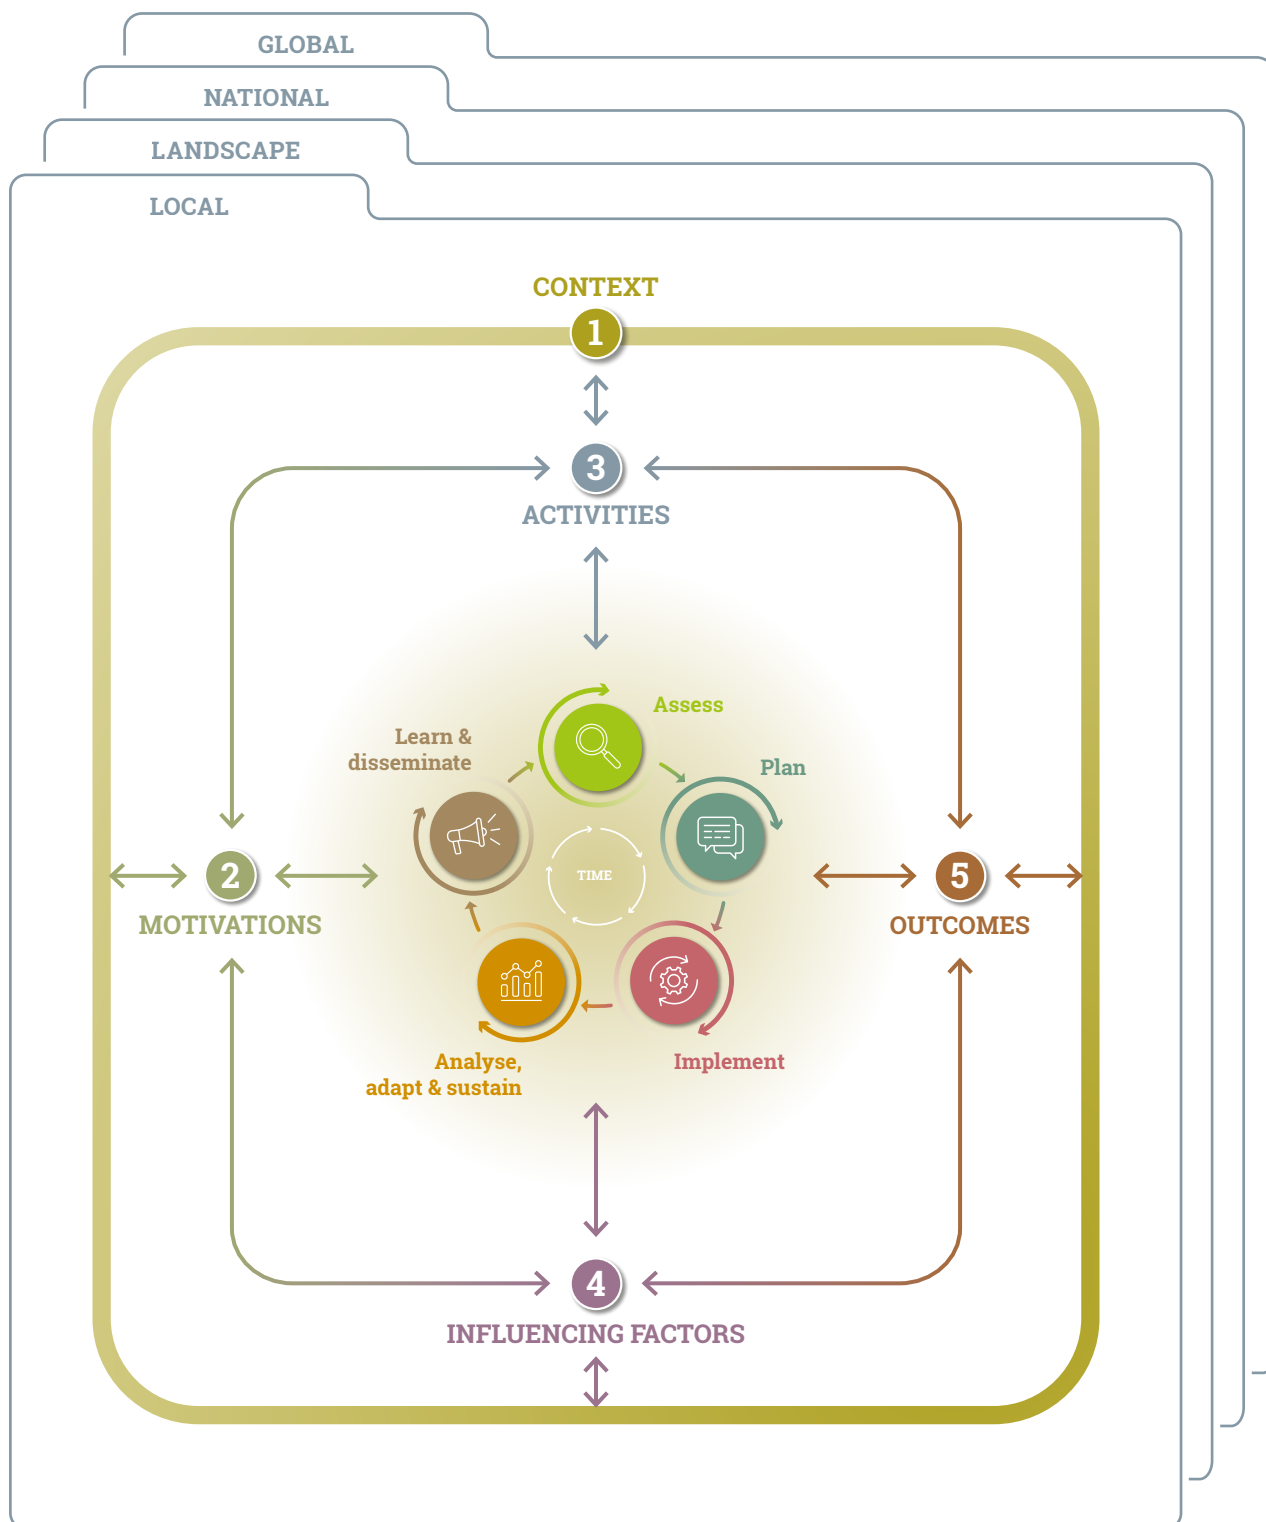 GLOBAL
NATIONAL
LANDSCAPE
LOCAL
CONTEXT
1
3
ACTIVITIES
Assess
Learn &
disseminate
Plan
TIME
2
MOTIVATIONS
5
OUTCOMES
Analyse,
adapt & sustain
Implement
4
INFLUENCING FACTORS